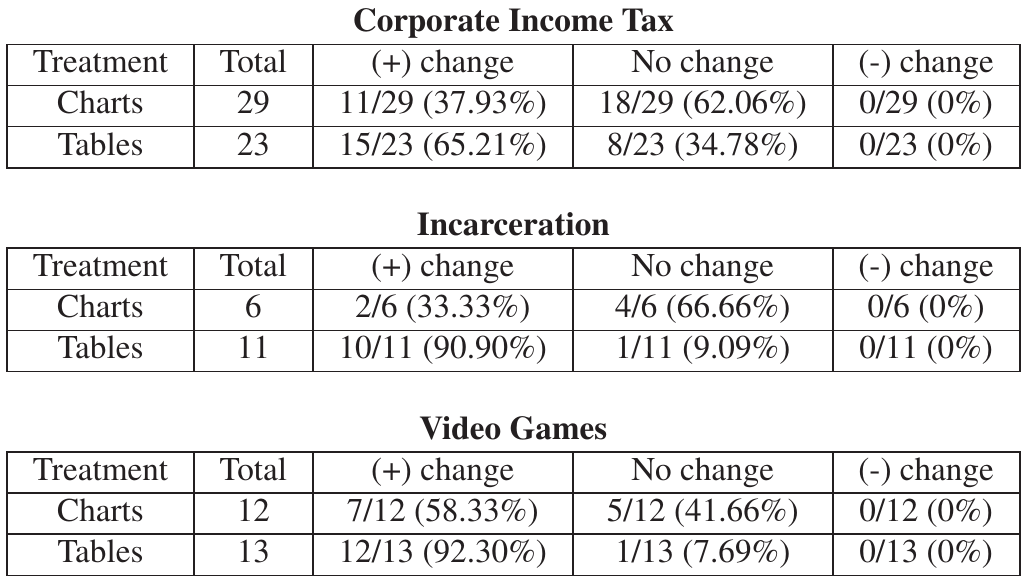 Corporate Income Tax
Treatment Total (+) change No change (-) change
Charts 29 11/29 (37.93%) 18/29 (62.06%) 0/29 (0%)
Tables 23 15/23 (65.21%) 8/23 (34.78%) 0/23 (0%)
Incarceration
Treatment Total (+) change No change (-) change
Charts 6 2/6 (33.33%) 4/6 (66.66%) 0/6 (0%)
Tables 11 10/11 (90.90%) 1/11 (9.09%) 0/11 (0%)
Video Games
Treatment Total (+) change No change (-) change
Charts 12 7/12 (58.33%) 5/12 (41.66%) 0/12 (0%)
Tables 13 12/13 (92.30%) 1/13 (7.69%) 0/13 (0%)